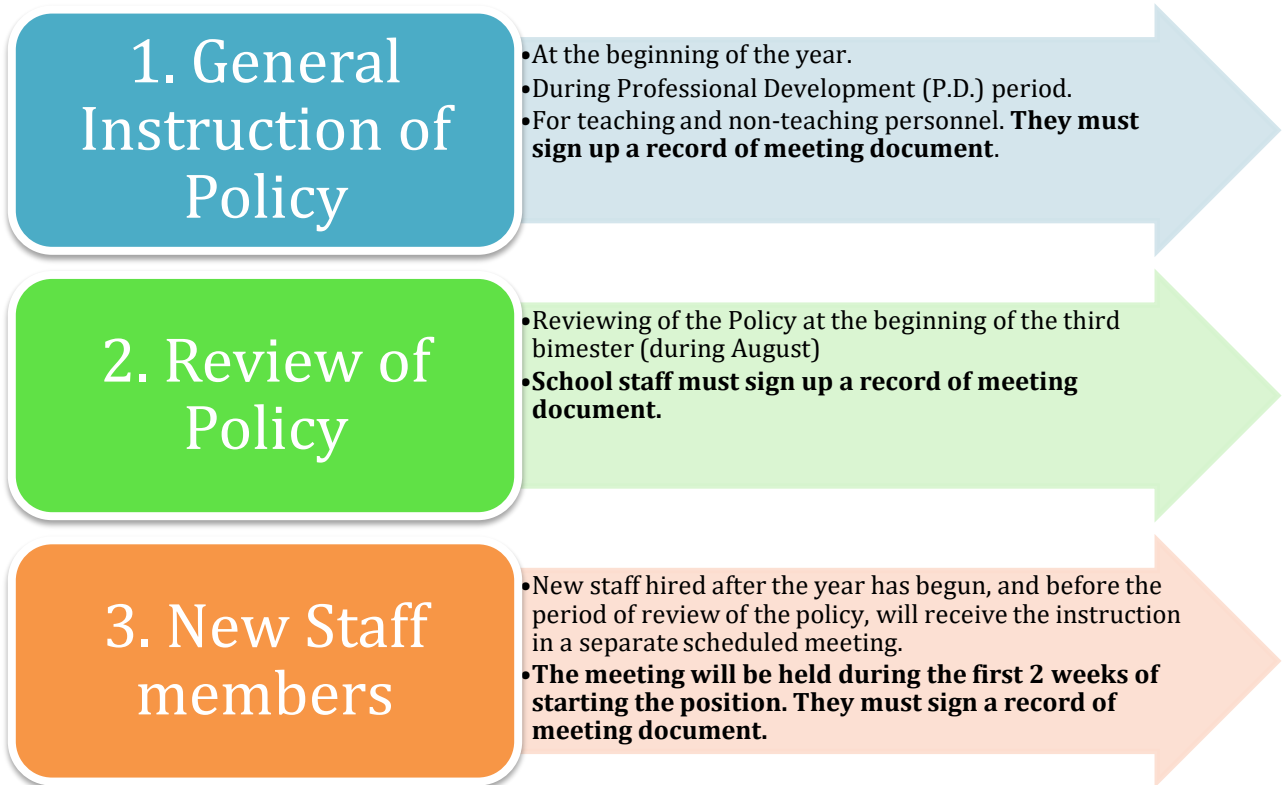 1. General
Instruction of
Policy
•At the beginning of the year.
•During Professional Development (P.D.) period.
•For teaching and non-teaching personnel. They must
sign up a record of meeting document.
2. Review of
Policy
•Reviewing of the Policy at the beginning of the third
bimester (during August)
•School staff must sign up a record of meeting
document.
3. New Staff
members
•New staff hired after the year has begun, and before the
period of review of the policy, will receive the instruction
in a separate scheduled meeting.
•The meeting will be held during the first 2 weeks of
starting the position. They must sign a record of
meeting document.